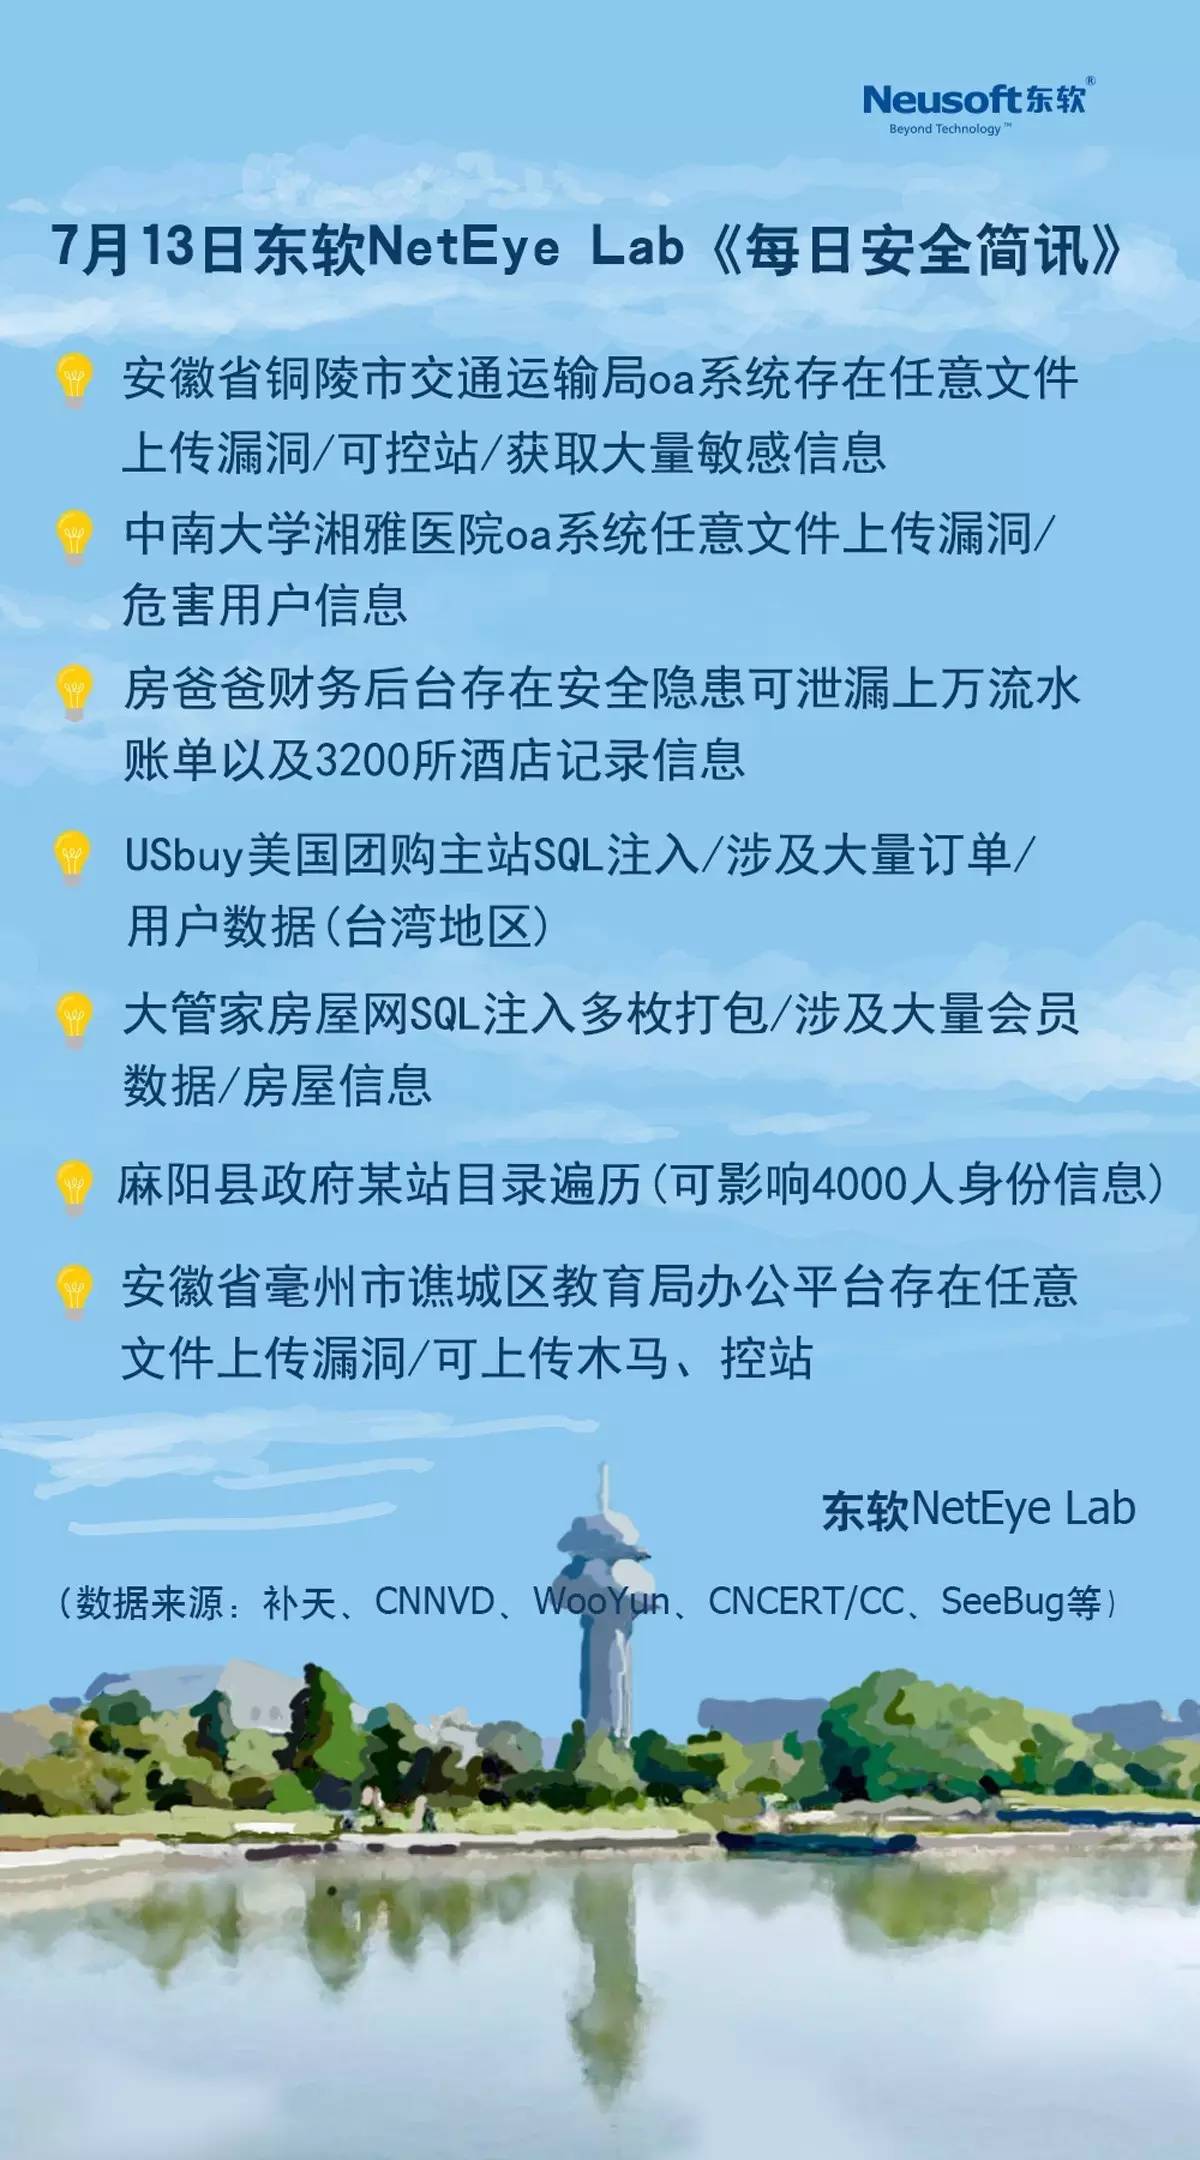 Neusoft东软®
Beyond Technology™
7月13日东软NetEye Lab《每日安全简讯》
安徽省铜陵市交通运输局oa系统存在任意文件
上传漏洞/可控站/获取大量敏感信息
中南大学湘雅医院oa系统任意文件上传漏洞/
危害用户信息
房爸爸财务后台存在安全隐患可泄漏上万流水
账单以及3200所酒店记录信息
USbuy美国团购主站SQL注入/涉及大量订单/
用户数据(台湾地区)
大管家房屋网SQL注入多枚打包/涉及大量会员
数据/房屋信息
麻阳县政府某站目录遍历(可影响4000人身份信息)
安徽省毫州市谯城区教育局办公平台存在任意
文件上传漏洞/可上传木马、控站
东软NetEye Lab
（数据来源：补天、CNNVD、WooYun、CNCERT/CC、SeeBug等）